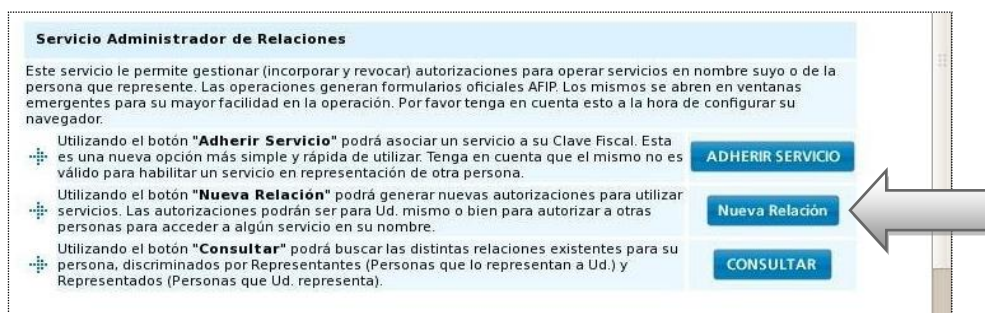 Servicio Administrador de Relaciones
Este servicio le permite gestionar (incorporar y revocar) autorizaciones para operar servicios en nombre suyo o de la
persona que represente. Las operaciones generan formularios oficiales AFIP. Los mismos se abren en ventanas
emergentes para su mayor facilidad en la operación. Por favor tenga en cuenta esto a la hora de configurar su
navegador.
Utilizando el botón "Adherir Servicio" podrá asociar un servicio a su Clave Fiscal. Esta
es una nueva opción más simple y rápida de utilizar. Tenga en cuenta que el mismo no es
válido para habilitar un servicio en representación de otra persona.
ADHERIR SERVICIO
Utilizando el botón "Nueva Relación" podrá generar nuevas autorizaciones para utilizar
servicios. Las autorizaciones podrán ser para Ud. mismo o bien para autorizar a otras
personas para acceder a algún servicio en su nombre.
Nueva Relación
Utilizando el botón "Consultar" podrá buscar las distintas relaciones existentes para su
persona, discriminados por Representantes (Personas que lo representan a Ud.) y
Representados (Personas que Ud. representa).
CONSULTAR